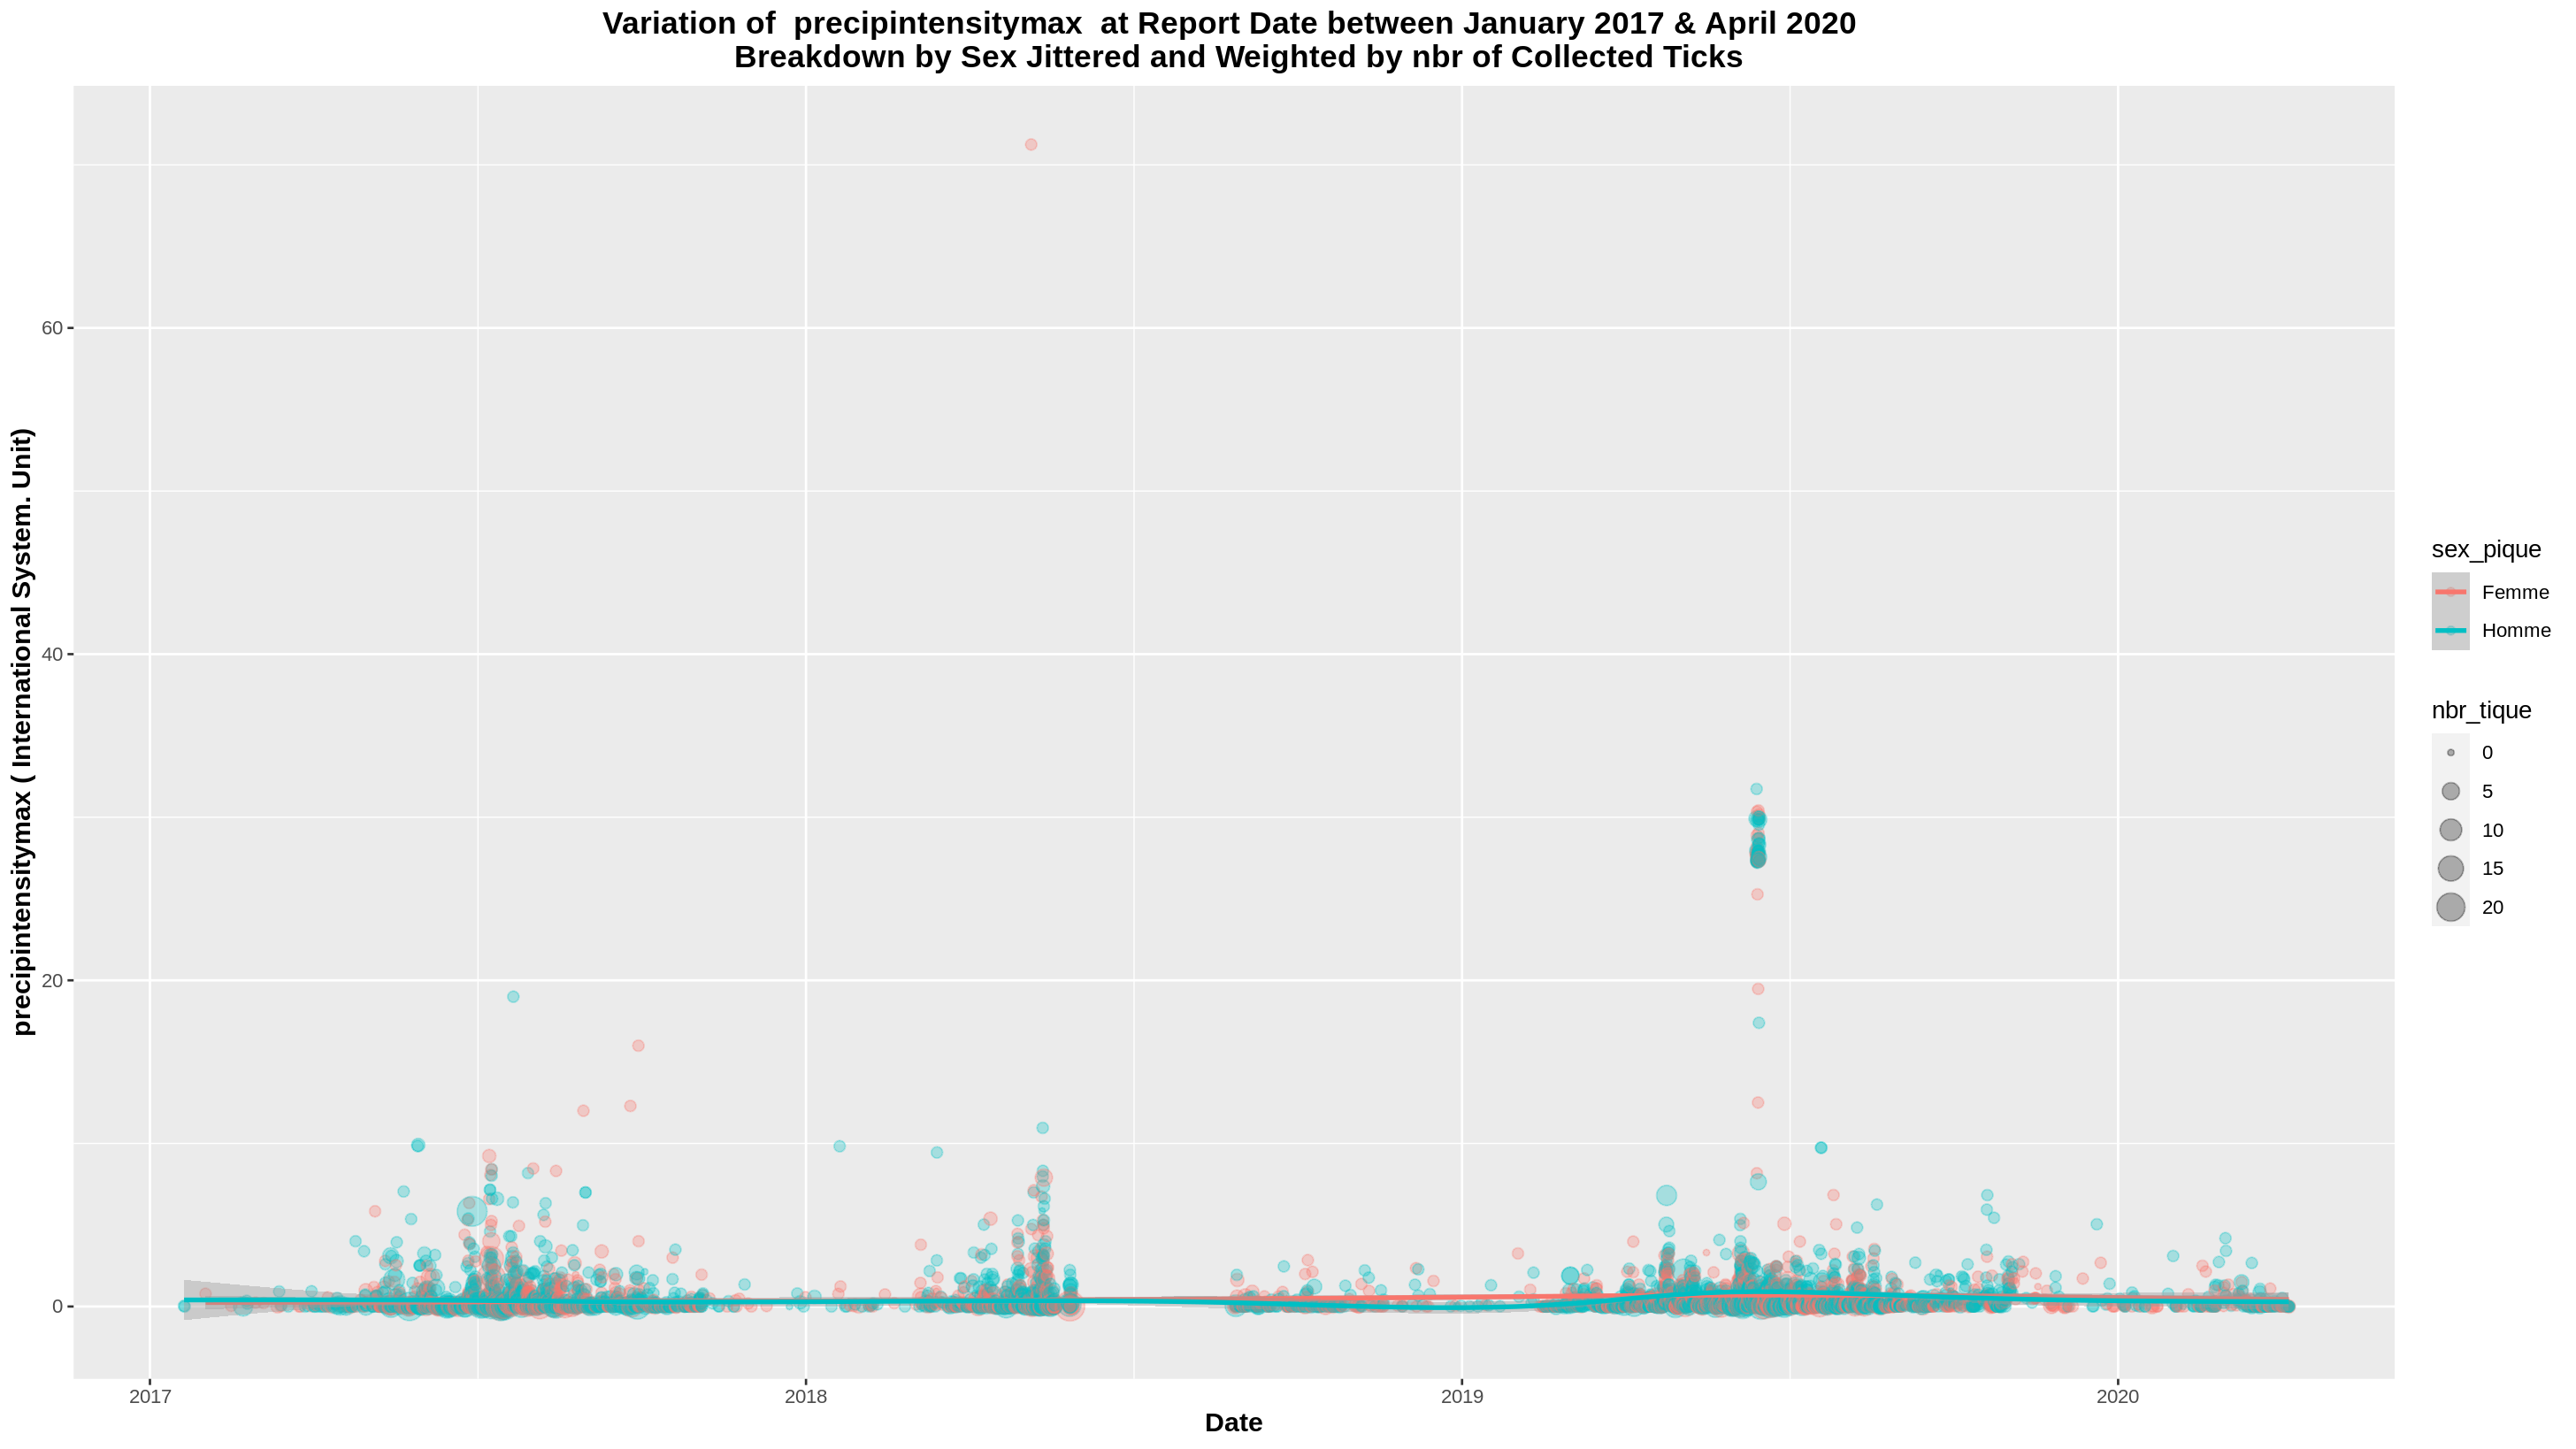 Variation of  precipintensitymax  at Report Date between January 2017 & April 2020
Breakdown by Sex Jittered and Weighted by nbr of Collected Ticks
precipintensitymax ( International System. Unit)
60
40
20
0
2017
2018
2019
2020
Date
sex_pique
Femme
Homme
nbr_tique
0
5
10
15
20